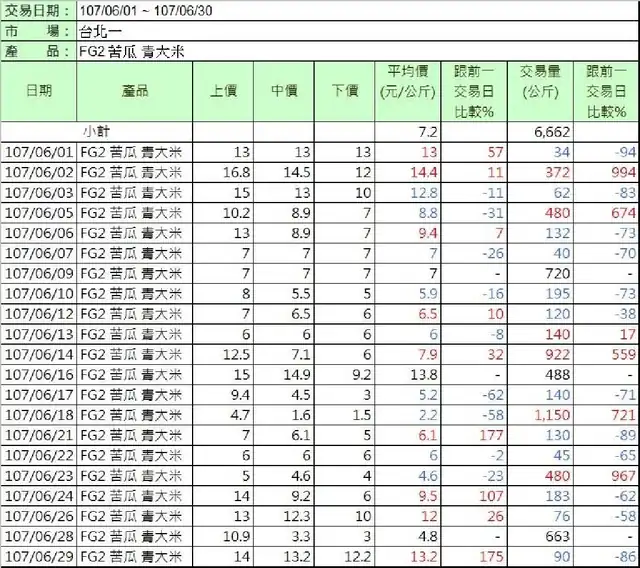 交易日期： 107/06/01 ~ 107/06/30
市 場： 台北一
產 品： FG2 苦瓜 青大米
日期 產品 上價 中價 下價 平均價(元/公斤) 跟前一交易日比較% 交易量(公斤) 跟前一交易日比較%
小計 7.2 6,662
107/06/01 FG2 苦瓜 青大米 13 13 13 13 57 34 -94
107/06/02 FG2 苦瓜 青大米 16.8 14.5 12 14.4 11 372 994
107/06/03 FG2 苦瓜 青大米 15 13 10 12.8 -11 62 -83
107/06/05 FG2 苦瓜 青大米 10.2 8.9 7 8.8 -31 480 674
107/06/06 FG2 苦瓜 青大米 13 8.9 7 9.4 7 132 -73
107/06/07 FG2 苦瓜 青大米 7 7 7 7 -26 40 -70
107/06/09 FG2 苦瓜 青大米 7 7 7 7 - 720 -
107/06/10 FG2 苦瓜 青大米 8 5.5 5 5.9 -16 195 -73
107/06/12 FG2 苦瓜 青大米 7 6.5 6 6.5 10 120 -38
107/06/13 FG2 苦瓜 青大米 6 6 6 6 -8 140 17
107/06/14 FG2 苦瓜 青大米 12.5 7.1 6 7.9 32 922 559
107/06/16 FG2 苦瓜 青大米 15 14.9 9.2 13.8 - 488 -
107/06/17 FG2 苦瓜 青大米 9.4 4.5 3 5.2 -62 140 -71
107/06/18 FG2 苦瓜 青大米 4.7 1.6 1.5 2.2 -58 1,150 721
107/06/21 FG2 苦瓜 青大米 7 6.1 5 6.1 177 130 -89
107/06/22 FG2 苦瓜 青大米 6 6 6 6 -2 45 -65
107/06/23 FG2 苦瓜 青大米 5 4.6 4 4.6 -23 480 967
107/06/24 FG2 苦瓜 青大米 14 9.2 6 9.5 107 183 -62
107/06/26 FG2 苦瓜 青大米 13 12.3 10 12 26 76 -58
107/06/28 FG2 苦瓜 青大米 10.9 3.3 3 4.8 - 663 -
107/06/29 FG2 苦瓜 青大米 14 13.2 12.2 13.2 175 90 -86